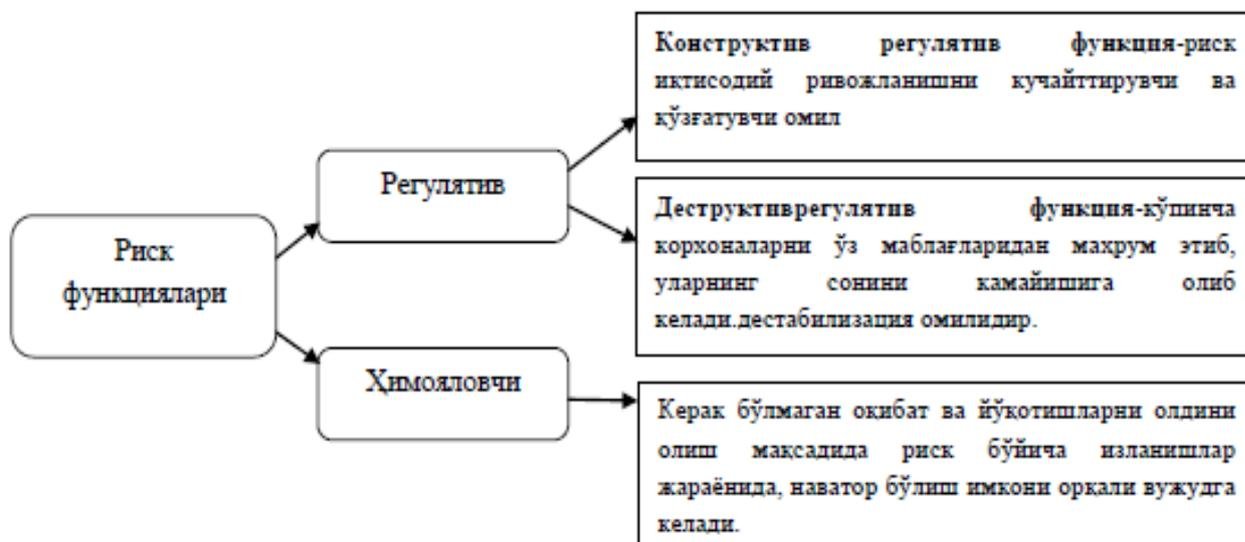 Риск
функциялари
Регулятив
Ҳимояловчи
Конструктив регулятив функция-риск
иқтисодий ривожланишни кучайттирувчи ва
қўзғатувчи омил
Деструктиврегулятив функция-кўпинча
корхоналарни ўз маблағларидан махрум этиб,
уларнинг сонини камайишига олиб
келади.дестабилизация омилидир.
Керак бўлмаган оқибат ва йўқотишларни олдини
олиш мақсадида риск бўйича изланишлар
жараёнида, наватор бўлиш имкони орқали вужудга
келади.